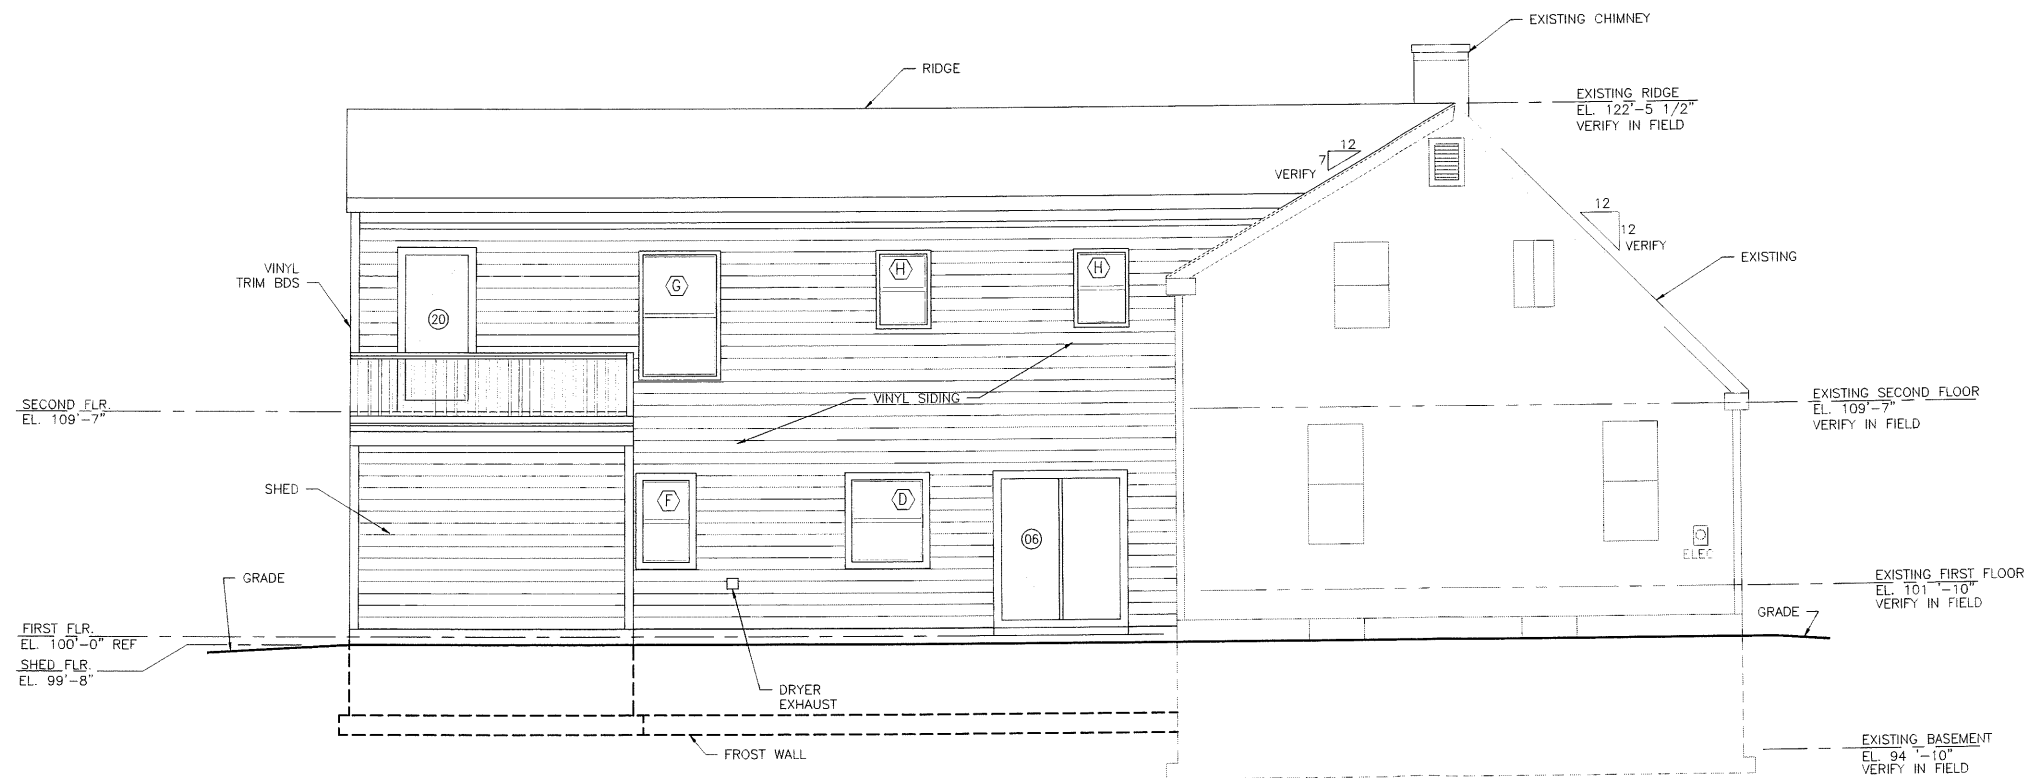 EXISTING CHIMNEY
RIDGE
EXISTING RIDGE
EL. 122'-5 1/2"
VERIFY IN FIELD
12
7
VERIFY
12
12
VERIFY
VINYL
TRIM BDS
EXISTING
H
H
G
20
VINYL SIDING
SECOND FLR.
EL. 109'-7"
EXISTING SECOND FLOOR
EL. 109'-7"
VERIFY IN FIELD
SHED
F
D
06
ELEC
GRADE
EXISTING FIRST FLOOR
EL. 101 '-10"
VERIFY IN FIELD
GRADE
FIRST FLR.
EL. 100'-0" REF
SHED FLR.
EL. 99'-8"
DRYER
EXHAUST
FROST WALL
EXISTING BASEMENT
EL. 94 '-10"
VERIFY IN FIELD